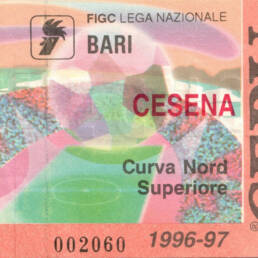 FIGC LEGA NAZIONALE
BARI
CESENA
Curva Nord
Superiore
002060 1996-97